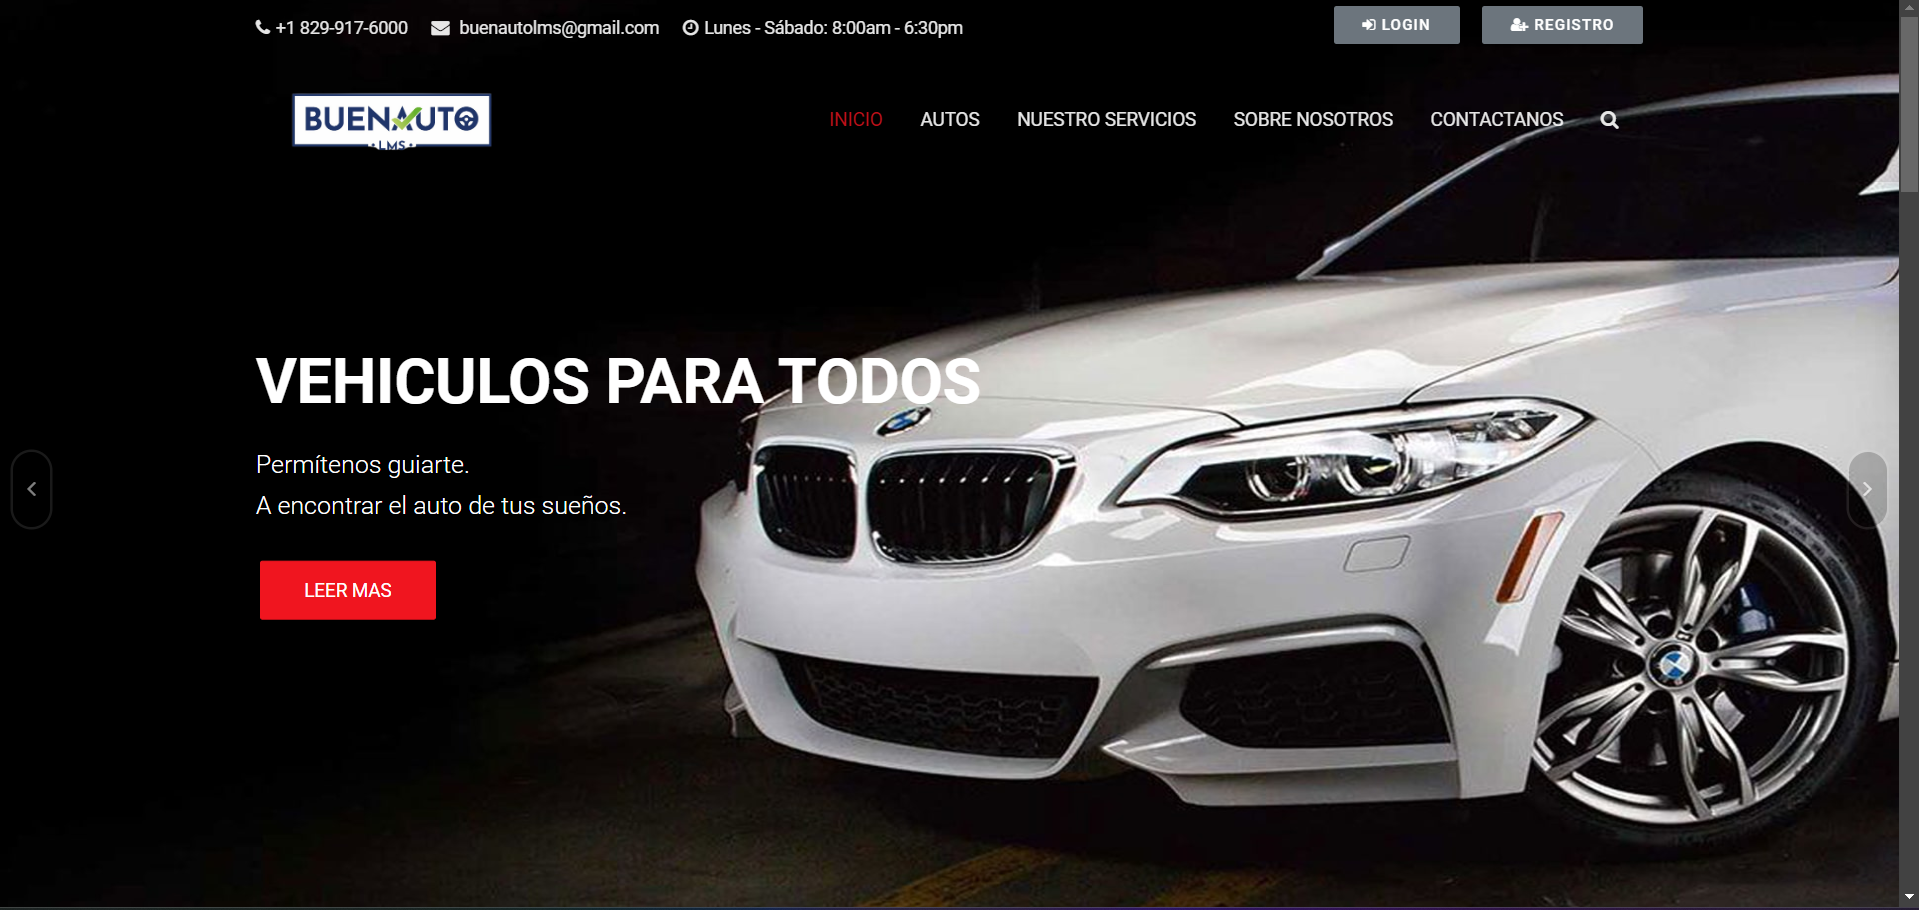 +1 829-917-6000 buenautolms@gmail.com Lunes - Sábado: 8:00am - 6:30pm LOGIN REGISTRO
BUENAUTO
LMS
INICIO AUTOS NUESTRO SERVICIOS SOBRE NOSOTROS CONTACTANOS
VEHICULOS PARA TODOS
Permítenos guiarte.
A encontrar el auto de tus sueños.
LEER MAS